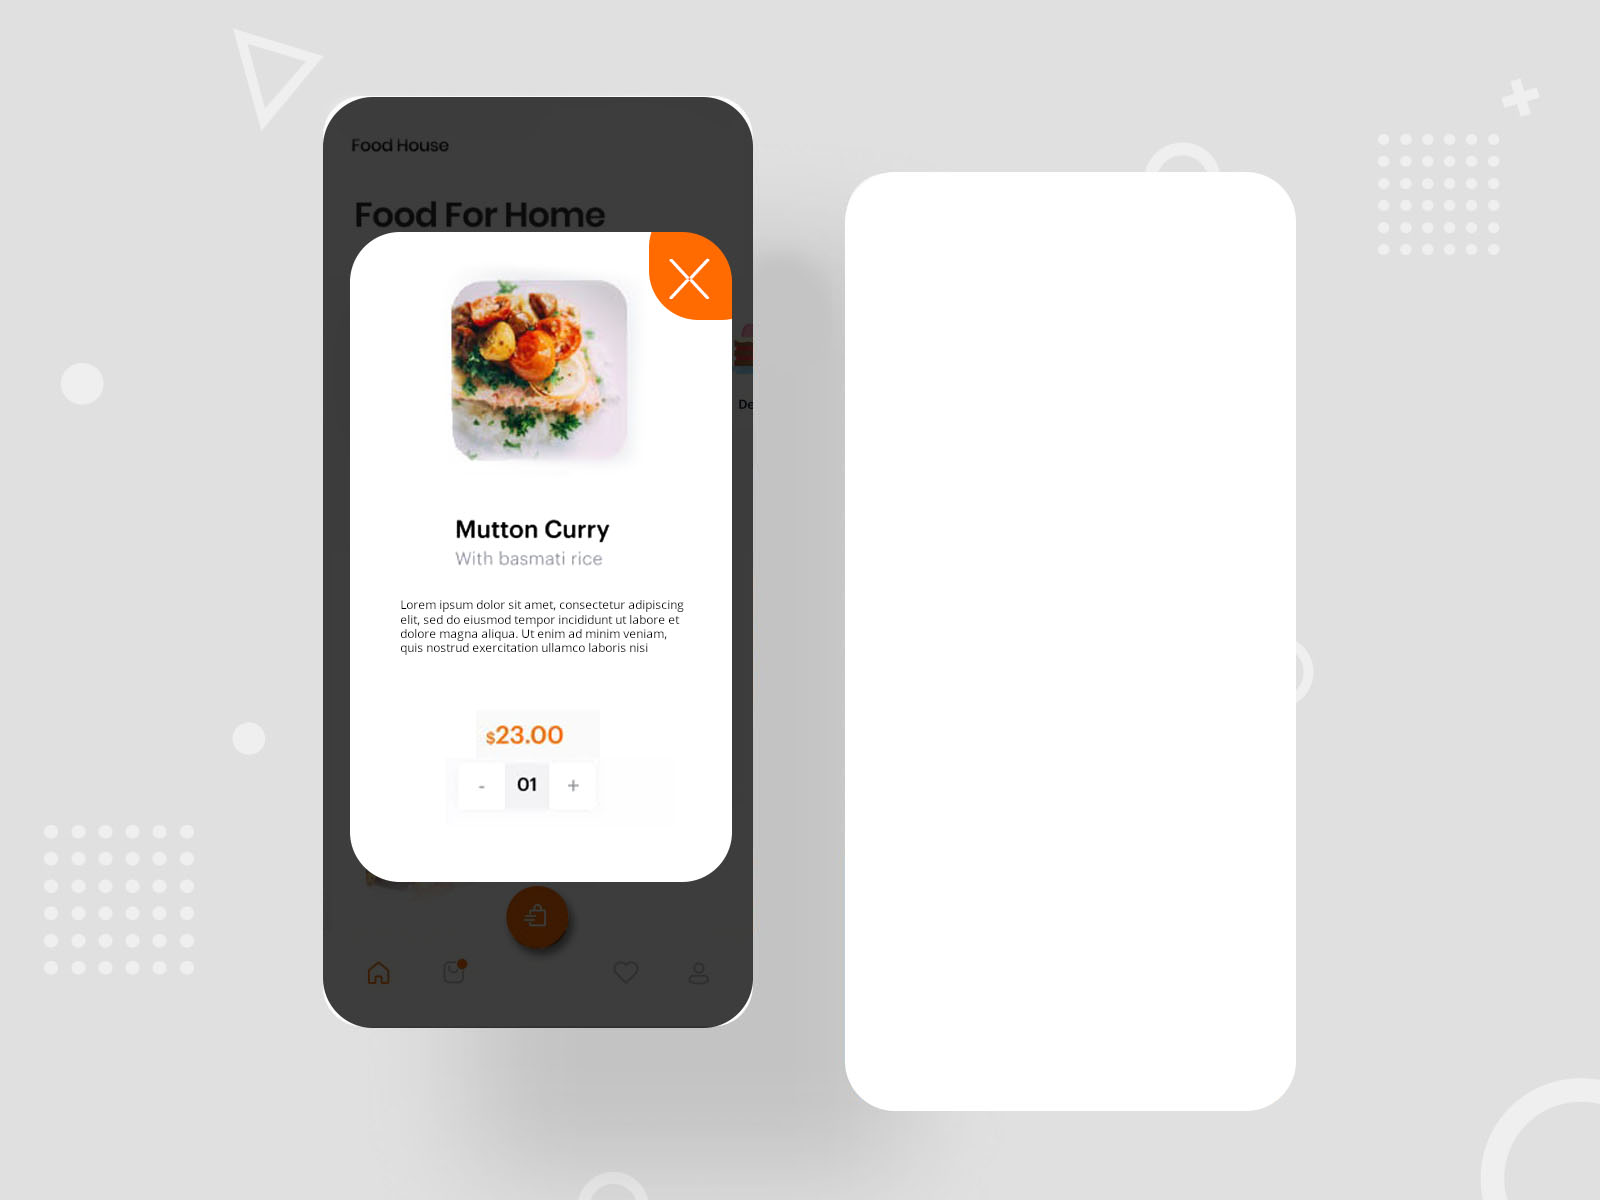 Food House
Food For Home
De
Mutton Curry
With basmati rice
Lorem ipsum dolor sit amet, consectetur adipiscing
elit, sed do eiusmod tempor incididunt ut labore et
dolore magna aliqua. Ut enim ad minim veniam,
quis nostrud exercitation ullamco laboris nisi
$23.00
- 01 +